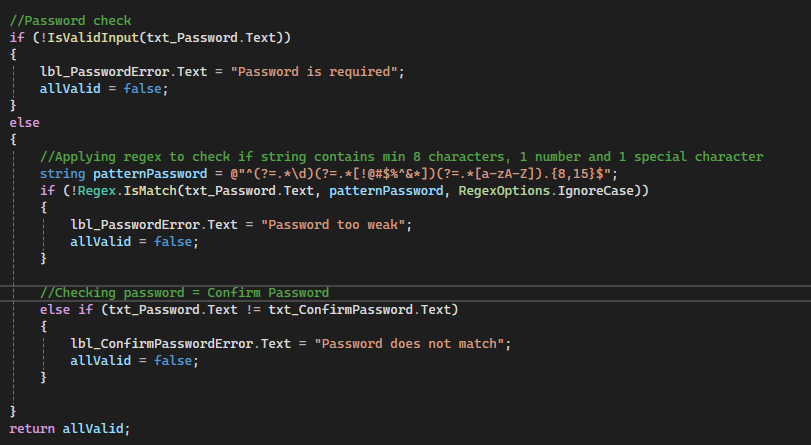 //Password check
if (!IsValidInput(txt_Password.Text))
{
lbl_PasswordError.Text = "Password is required";
allValid = false;
}
else
{
//Applying regex to check if string contains min 8 characters, 1 number and 1 special character
string patternPassword = @"^(?=.*\d)(?=.*[!@#$%^&*])(?=.*[a-zA-Z]).{8,15}$";
if (!Regex.IsMatch(txt_Password.Text, patternPassword, RegexOptions.IgnoreCase))
{
lbl_PasswordError.Text = "Password too weak";
allValid = false;
}
//Checking password = Confirm Password
else if (txt_Password.Text != txt_ConfirmPassword.Text)
{
lbl_ConfirmPasswordError.Text = "Password does not match";
allValid = false;
}
}
return allValid;